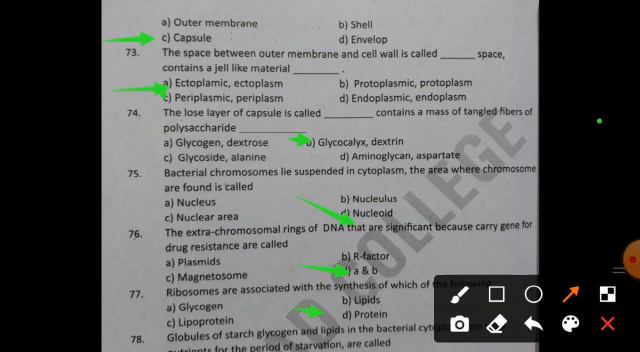 a) Outer membrane b) Shell
c) Capsule d) Envelop
73. The space between outer membrane and cell wall is called ______ space,
contains a jell like material ________ .
a) Ectoplamic, ectoplasm b) Protoplasmic, protoplasm
c) Periplasmic, periplasm d) Endoplasmic, endoplasm
74. The lose layer of capsule is called ________ contains a mass of tangled fibers of
polysaccharide ___________
a) Glycogen, dextrose b) Glycocalyx, dextrin
c) Glycoside, alanine d) Aminoglycan, aspartate
75. Bacterial chromosomes lie suspended in cytoplasm, the area where chromosome
are found is called
a) Nucleus b) Nucleulus
c) Nuclear area d) Nucleoid
76. The extra-chromosomal rings of DNA that are significant because carry gene for
drug resistance are called
a) Plasmids b) R-factor
c) Magnetosome d) a & b
77. Ribosomes are associated with the synthesis of which of the following
a) Glycogen b) Lipids
c) Lipoprotein d) Protein
78. Globules of starch glycogen and lipids in the bacterial
nutrients for the period of starvation, are called
COLLEGE